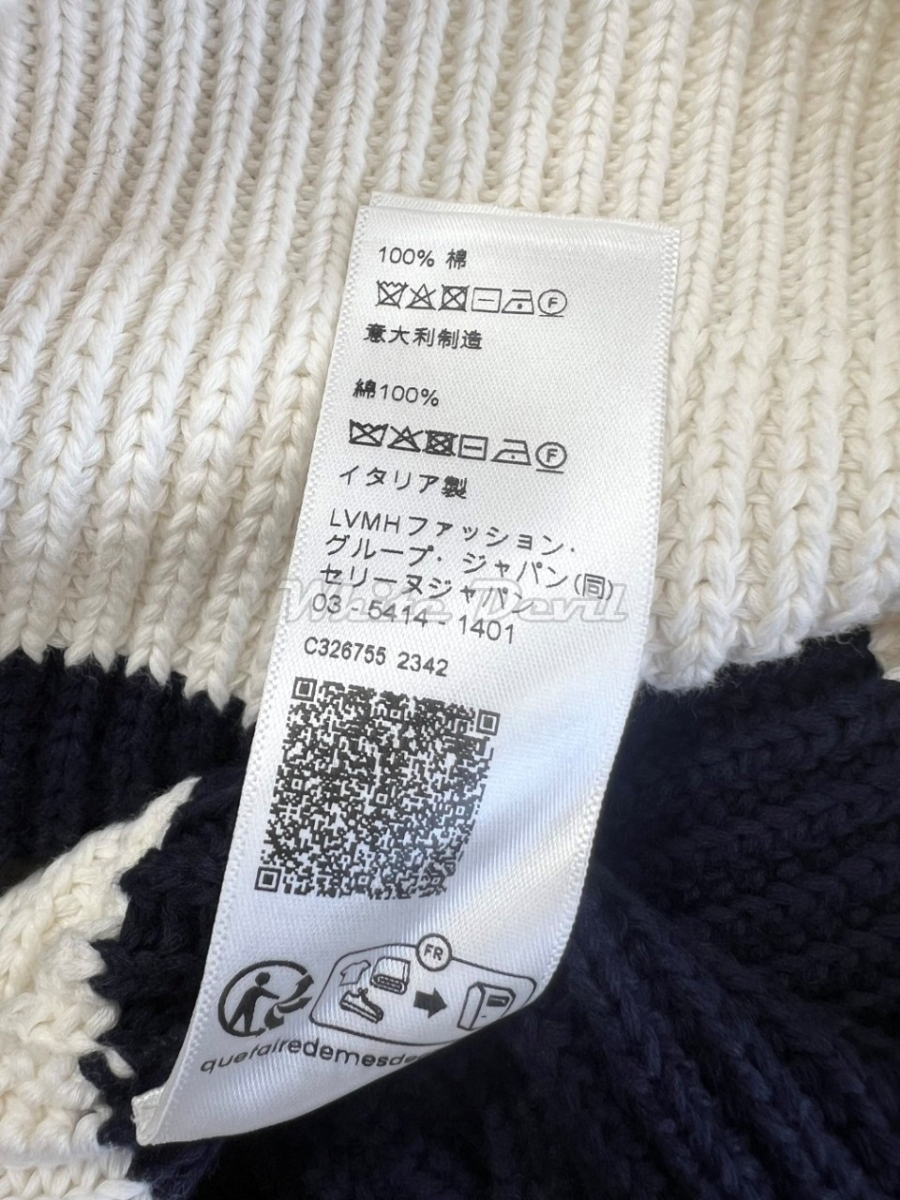 100% 棉
F
意大利制造
綿100%
F
イタリア製
LVMHファッション・
グループ・ジャパン(同)
セリーヌジャパン
03-5414-1401
White Devil
C326755 2342
FR